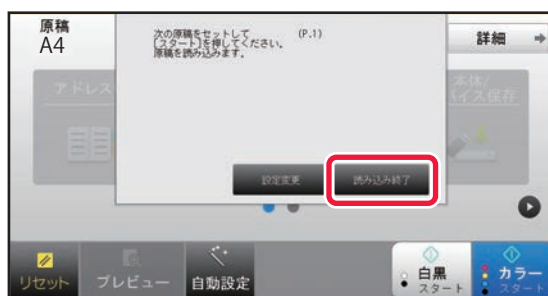 原稿
A4
次の原稿をセットして (P.1)
[スタート]を押してください。
原稿を読み込みます。
詳細
アドレス
本体/
バイス保存
設定変更
読み込み終了
リセット
プレビュー
自動設定
白黒
スタート
カラー
スタート